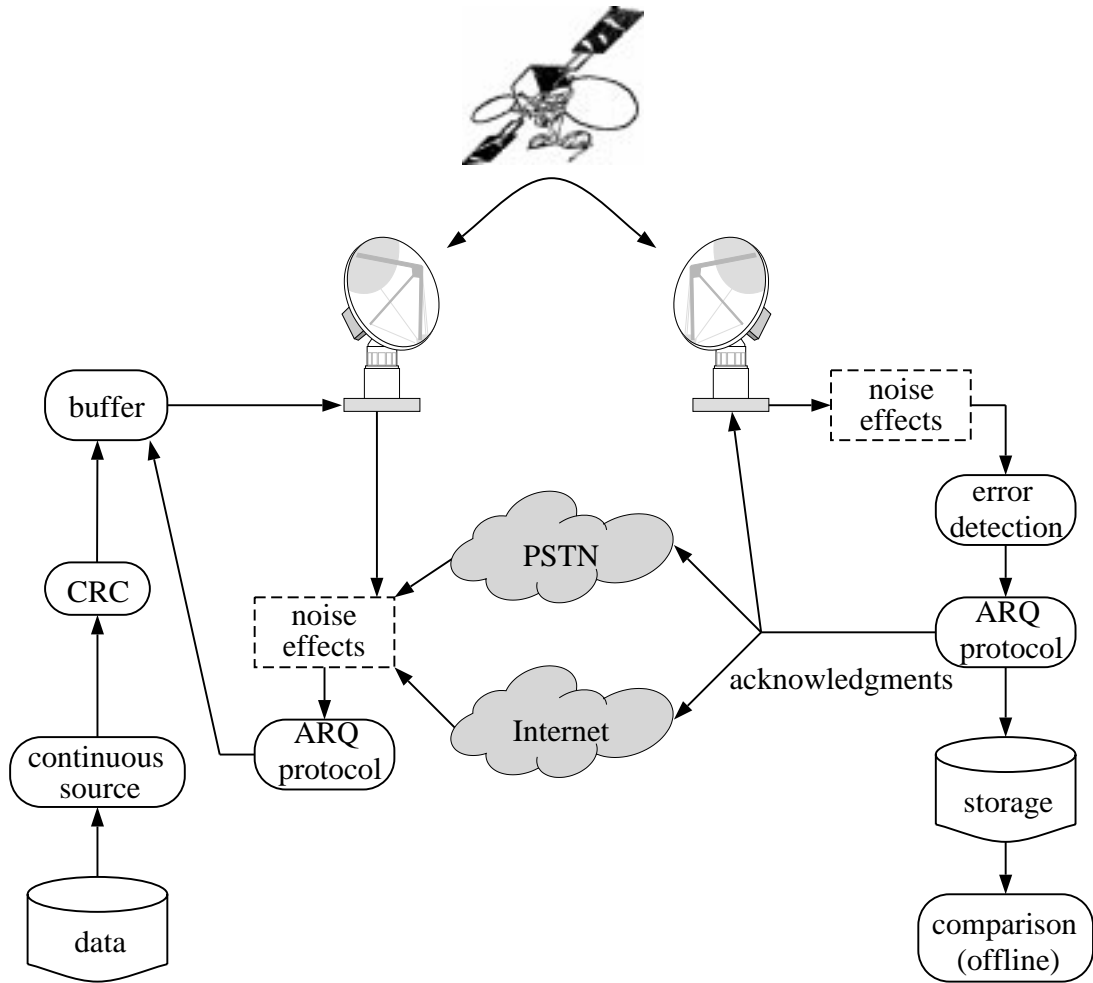 buffer
noise
effects
error
detection
PSTN
CRC
noise
effects
ARQ
protocol
acknowledgments
Internet
ARQ
protocol
continuous
source
storage
data
comparison
(offline)